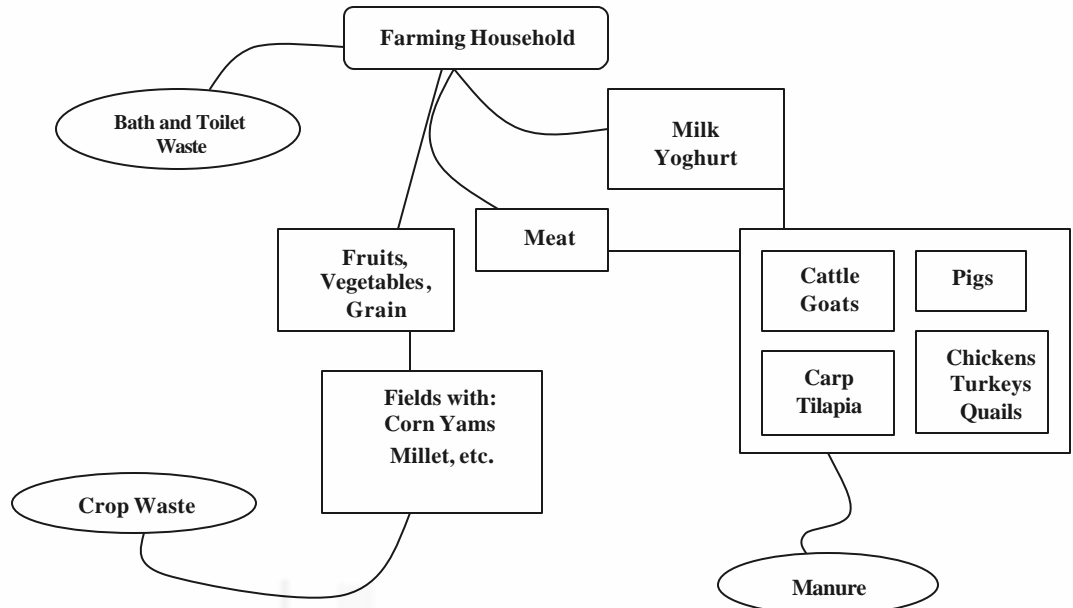 Farming Household
Bath and Toilet
Waste
Milk
Yoghurt
Meat
Fruits,
Vegetables,
Grain
Cattle
Goats
Pigs
Carp
Tilapia
Chickens
Turkeys
Quails
Fields with:
Corn Yams
Millet, etc.
Crop Waste
Manure